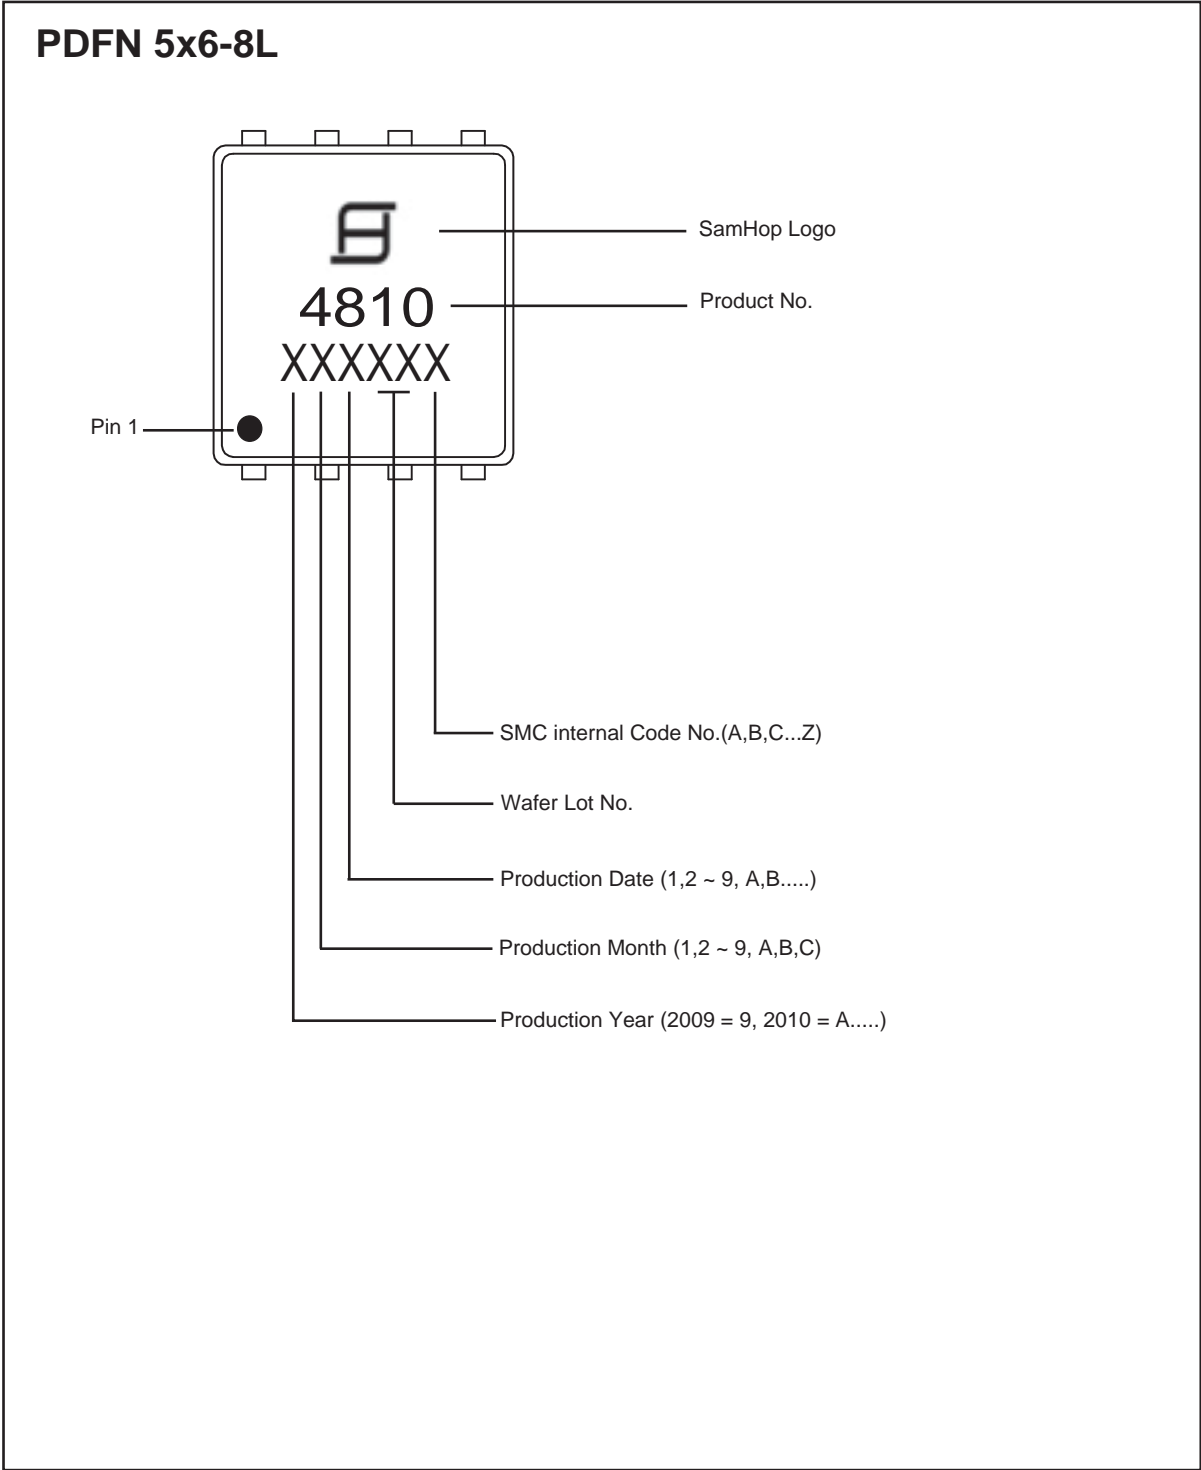 PDFN 5x6-8L
SamHop Logo
4810
Product No.
XXXXXX
Pin 1
SMC internal Code No.(A,B,C...Z)
Wafer Lot No.
Production Date (1,2 ~ 9, A,B.....)
Production Month (1,2 ~ 9, A,B,C)
Production Year (2009 = 9, 2010 = A.....)